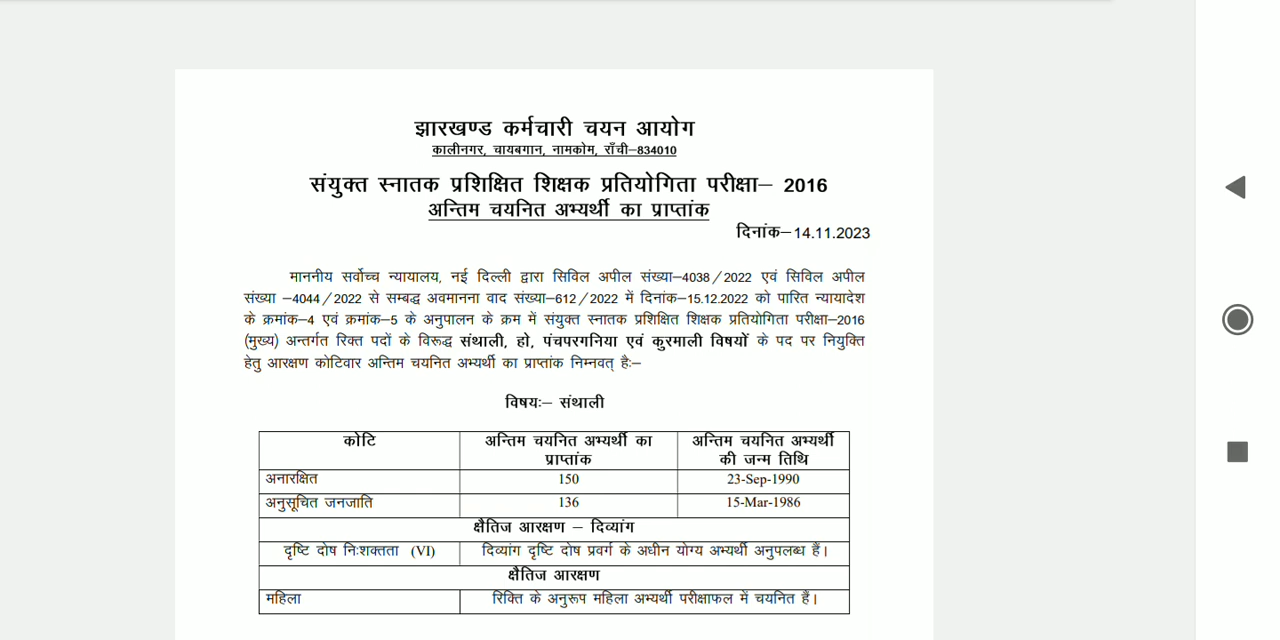 झारखण्ड कर्मचारी चयन आयोग
कालीनगर, चायबगान, नामकोम, राँची–834010
संयुक्त स्नातक प्रशिक्षित शिक्षक प्रतियोगिता परीक्षा– 2016
अन्तिम चयनित अभ्यर्थी का प्राप्तांक
दिनांक–14.11.2023
माननीय सर्वोच्च न्यायालय, नई दिल्ली द्वारा सिविल अपील संख्या–4038/2022 एवं सिविल अपील
संख्या –4044/2022 से सम्बद्ध अवमानना वाद संख्या–612/2022 में दिनांक–15.12.2022 को पारित न्यायादेश
के क्रमांक–4 एवं क्रमांक–5 के अनुपालन के क्रम में संयुक्त स्नातक प्रशिक्षित शिक्षक प्रतियोगिता परीक्षा–2016
(मुख्य) अन्तर्गत रिक्त पदों के विरूद्ध संथाली, हो, पंचपरगनिया एवं कुरमाली विषयों के पद पर नियुक्ति
हेतु आरक्षण कोटिवार अन्तिम चयनित अभ्यर्थी का प्राप्तांक निम्नवत् है:–
विषय:– संथाली
कोटि अन्तिम चयनित अभ्यर्थी का प्राप्तांक अन्तिम चयनित अभ्यर्थी की जन्म तिथि
अनारक्षित 150 23-Sep-1990
अनुसूचित जनजाति 136 15-Mar-1986
क्षैतिज आरक्षण – दिव्यांग
दृष्टि दोष निःशक्तता (VI) दिव्यांग दृष्टि दोष प्रवर्ग के अधीन योग्य अभ्यर्थी अनुपलब्ध हैं।
क्षैतिज आरक्षण
महिला रिक्ति के अनुरूप महिला अभ्यर्थी परीक्षाफल में चयनित हैं।